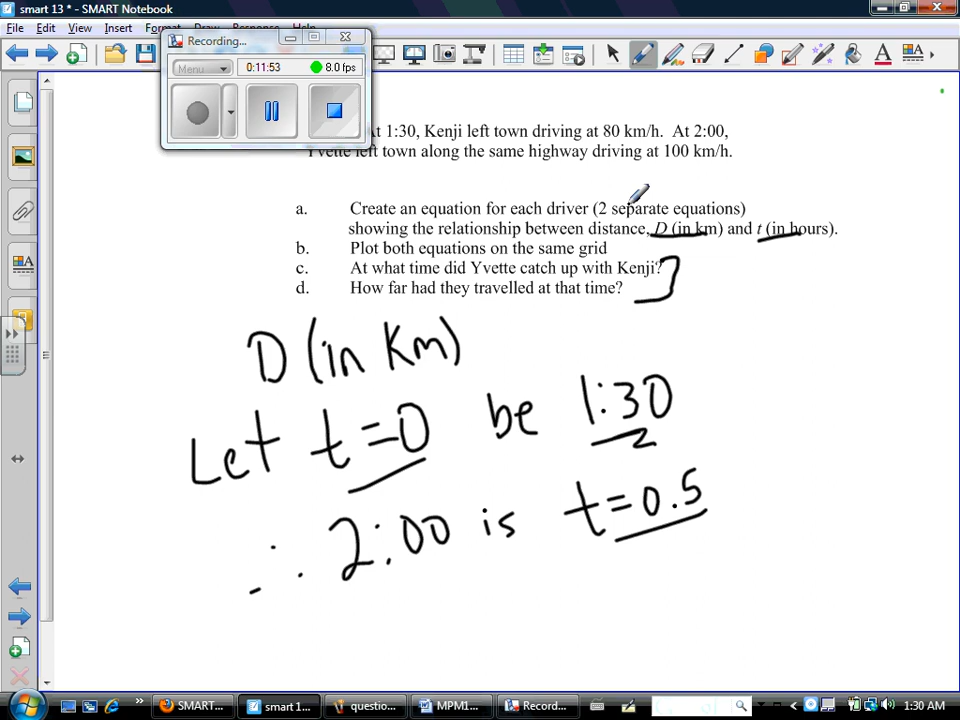 smart 13 * - SMART Notebook
File Edit View Insert Format Draw Response Help
Recording...
Menu 0:11:53 8.0 fps
At 1:30, Kenji left town driving at 80 km/h. At 2:00,
Yvette left town along the same highway driving at 100 km/h.
a. Create an equation for each driver (2 separate equations)
showing the relationship between distance, D (in km) and t (in hours).
b. Plot both equations on the same grid
c. At what time did Yvette catch up with Kenji?
d. How far had they travelled at that time?
D (in Km)
Let t=0 be 1:30
∴ 2:00 is t=0.5
SMART... smart 1... questio... MPM1... Record... 1:30 AM